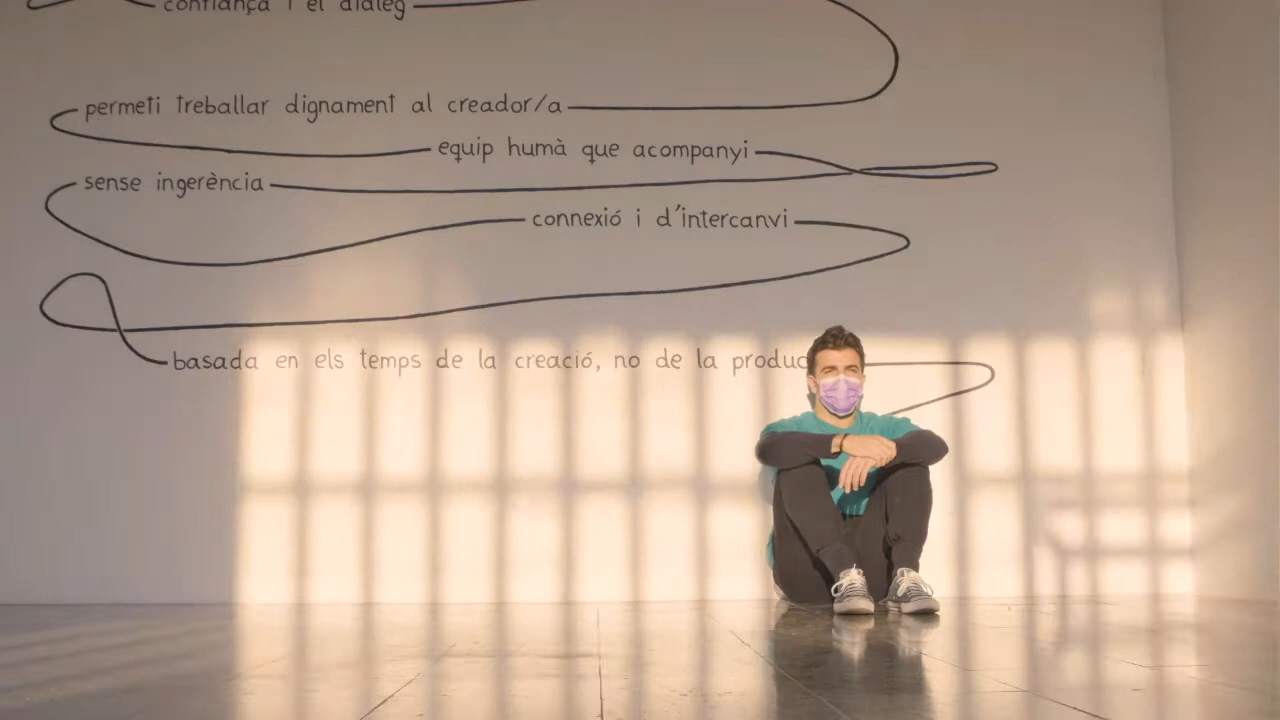 confiança i el diàleg
permeti treballar dignament al creador/a
equip humà que acompanyi
sense ingerència
connexió i d'intercanvi
basada en els temps de la creació, no de la